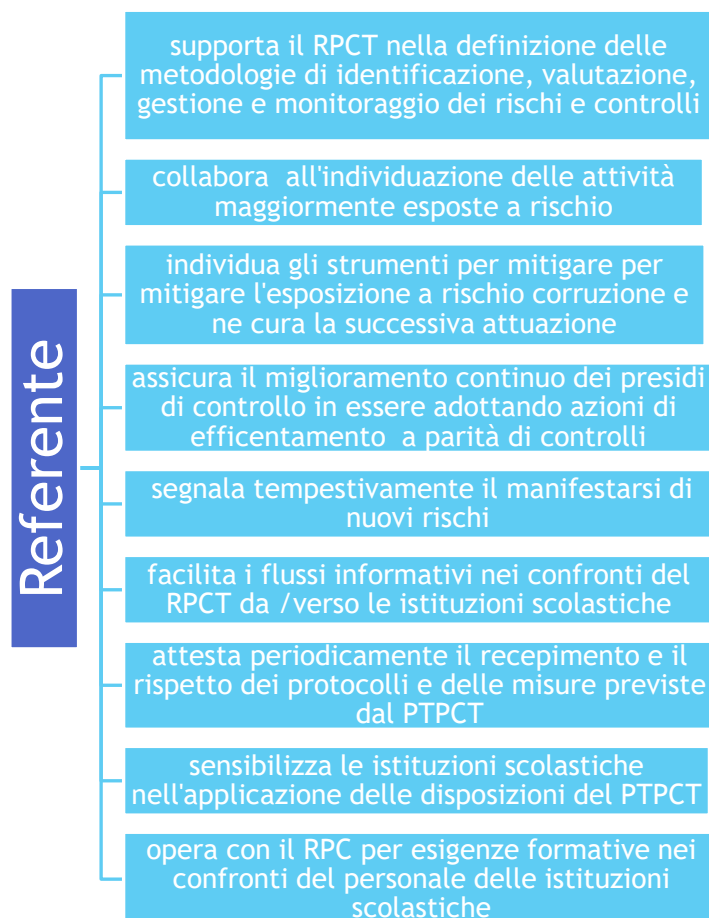 Referente
supporta il RPCT nella definizione delle
metodologie di identificazione, valutazione,
gestione e monitoraggio dei rischi e controlli
collabora  all'individuazione delle attività
maggiormente esposte a rischio
individua gli strumenti per mitigare per
mitigare l'esposizione a rischio corruzione e
ne cura la successiva attuazione
assicura il miglioramento continuo dei presidi
di controllo in essere adottando azioni di
efficentamento  a parità di controlli
segnala tempestivamente il manifestarsi di
nuovi rischi
facilita i flussi informativi nei confronti del
RPCT da /verso le istituzioni scolastiche
attesta periodicamente il recepimento e il
rispetto dei protocolli e delle misure previste
dal PTPCT
sensibilizza le istituzioni scolastiche
nell'applicazione delle disposizioni del PTPCT
opera con il RPC per esigenze formative nei
confronti del personale delle istituzioni
scolastiche